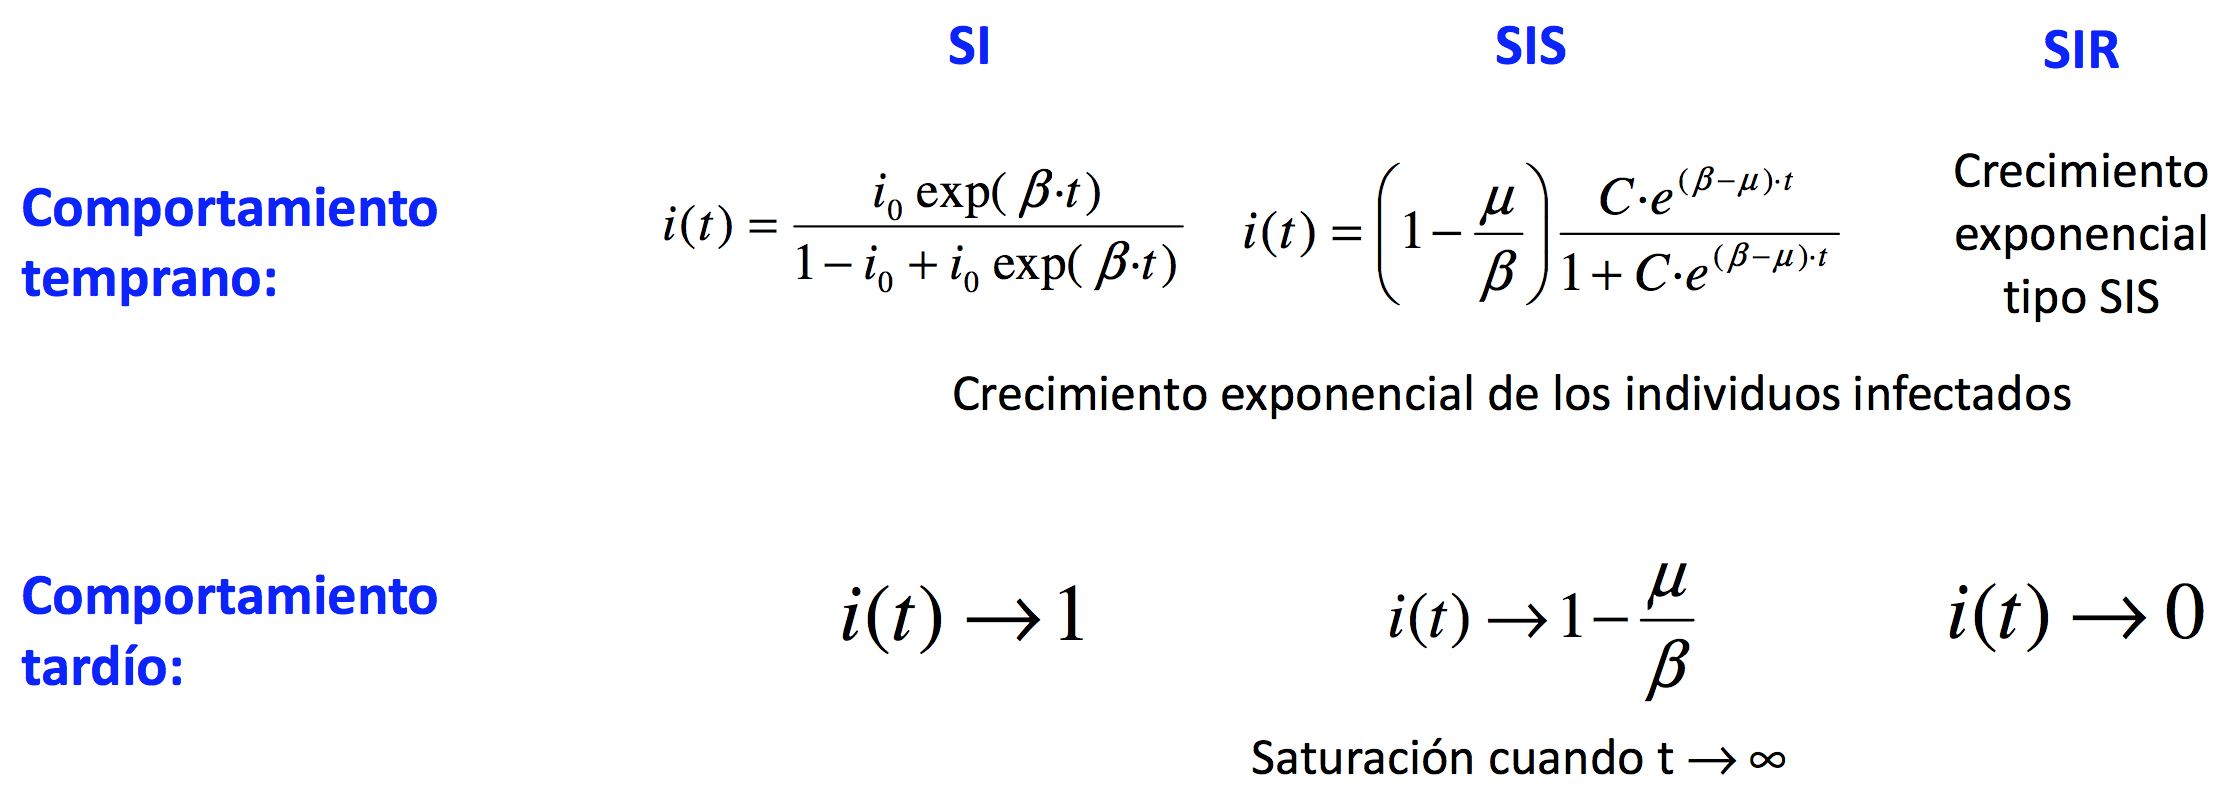 SI SIS SIR
Comportamiento
temprano:
i(t) = i₀ exp( β·t) / 1 − i₀ + i₀ exp( β·t)
i(t) = (1 − μ/β) C·e^(β−μ)·t / 1 + C·e^(β−μ)·t
Crecimiento
exponencial
tipo SIS
Crecimiento exponencial de los individuos infectados
Comportamiento
tardío:
i(t) → 1
i(t) → 1 − μ/β
i(t) → 0
Saturación cuando t → ∞